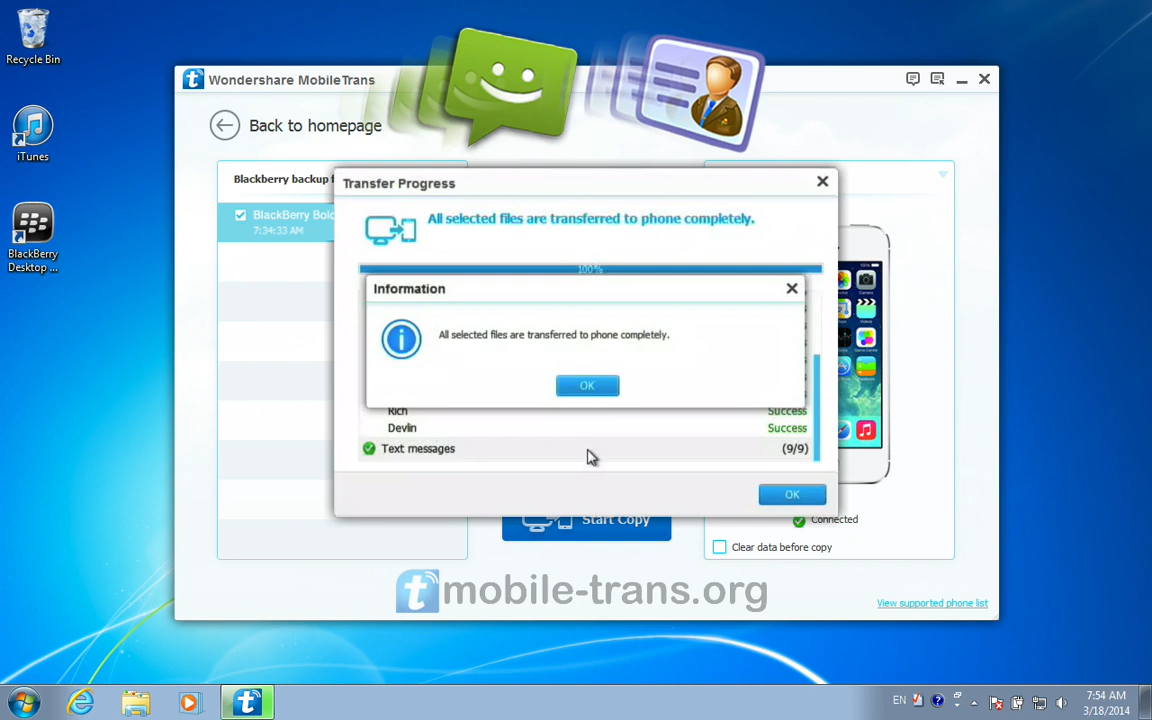 Recycle Bin
iTunes
BlackBerry
Desktop ...
Wondershare MobileTrans
Back to homepage
Blackberry backup f
BlackBerry Bold
7:34:33 AM
Transfer Progress
All selected files are transferred to phone completely.
100%
Information
All selected files are transferred to phone completely.
OK
Rich Success
Devlin Success
Text messages (9/9)
OK
Start Copy
Connected
Clear data before copy
mobile-trans.org
View supported phone list
EN
7:54 AM
3/18/2014